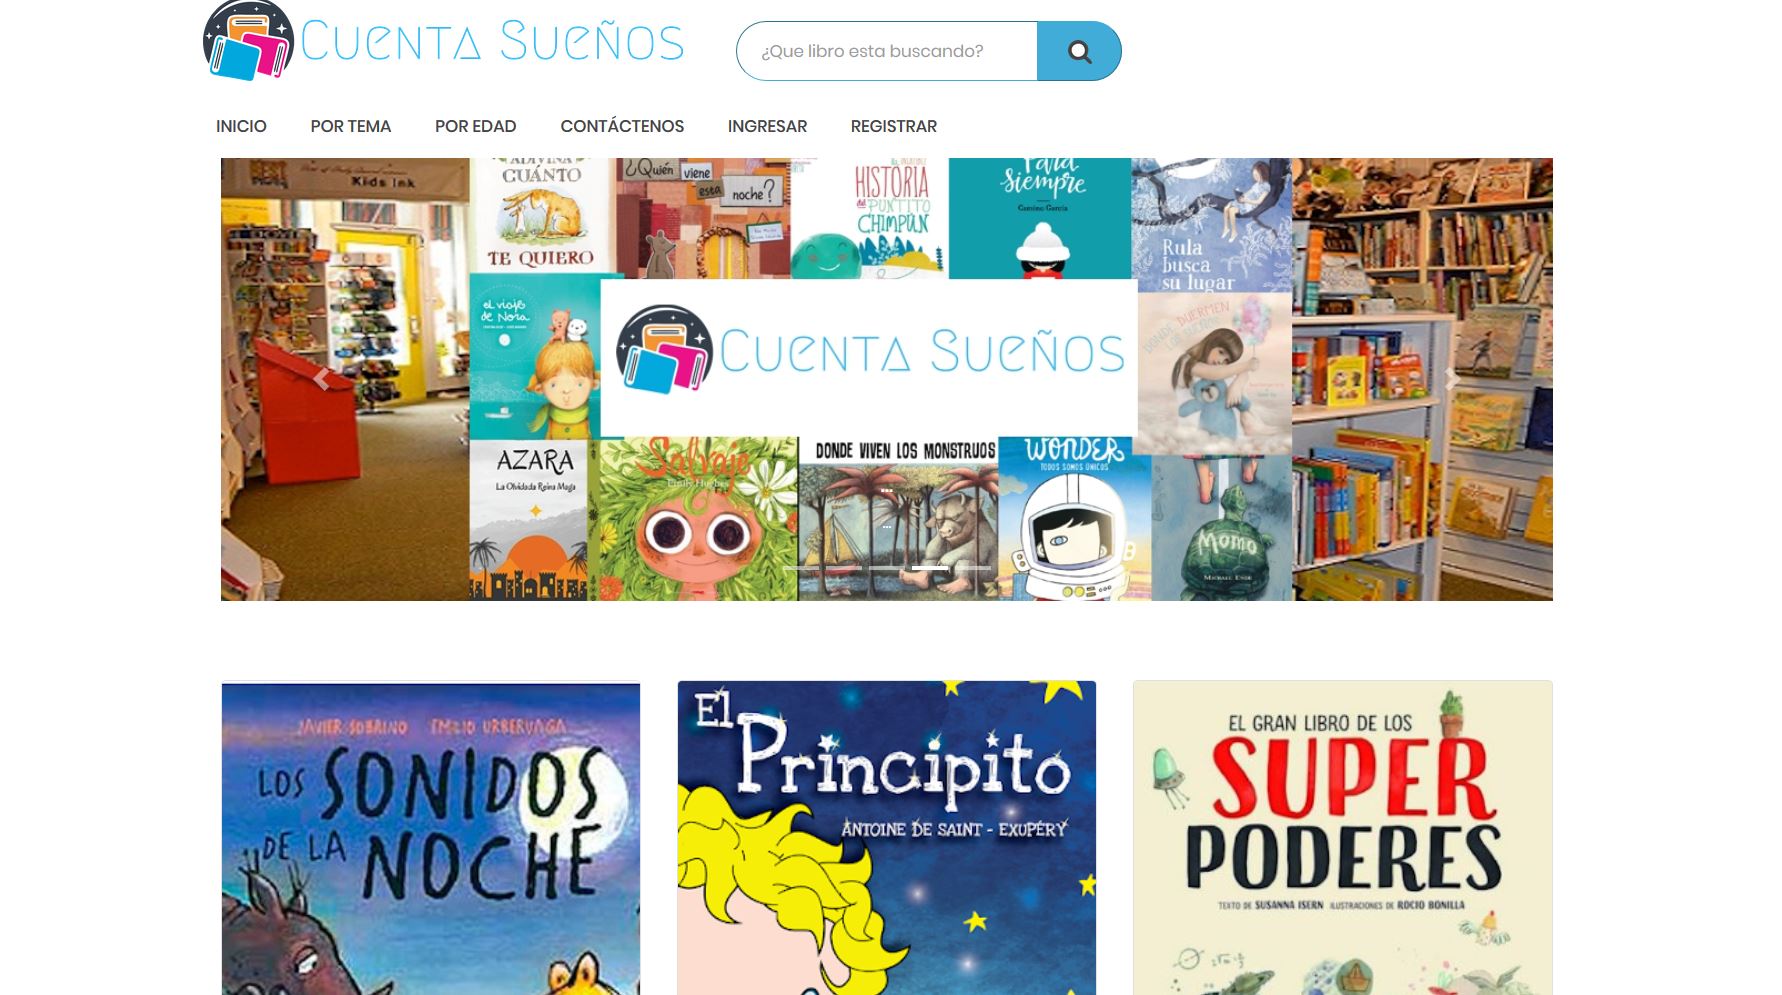 CUENTA SUEÑOS
¿Que libro esta buscando?
INICIO
POR TEMA
POR EDAD
CONTÁCTENOS
INGRESAR
REGISTRAR
Kids Ink
ADIVINA
CUÁNTO
TE QUIERO
¿Quién viene
esta noche?
HISTORIA
del PUNTITO
CHIMPÚN
Para
siempre
Camino García
Rula
busca
su lugar
el viaje
de Nora
CUENTA SUEÑOS
DONDE DUERMEN
LOS SUEÑOS
AZARA
La Olvidada Reina Maga
Salvaje
Emily Hughes
DONDE VIVEN LOS MONSTRUOS
...
...
WONDER
TODOS SOMOS ÚNICOS
MOMO
MICHAEL ENDE
JAVIER SOBRINO EMILIO URBERUAGA
LOS SONIDOS
DE LA NOCHE
El
Principito
ANTOINE DE SAINT - EXUPÉRY
EL GRAN LIBRO DE LOS
SUPER
PODERES
TEXTO DE SUSANNA ISERN ILUSTRACIONES DE ROCIO BONILLA